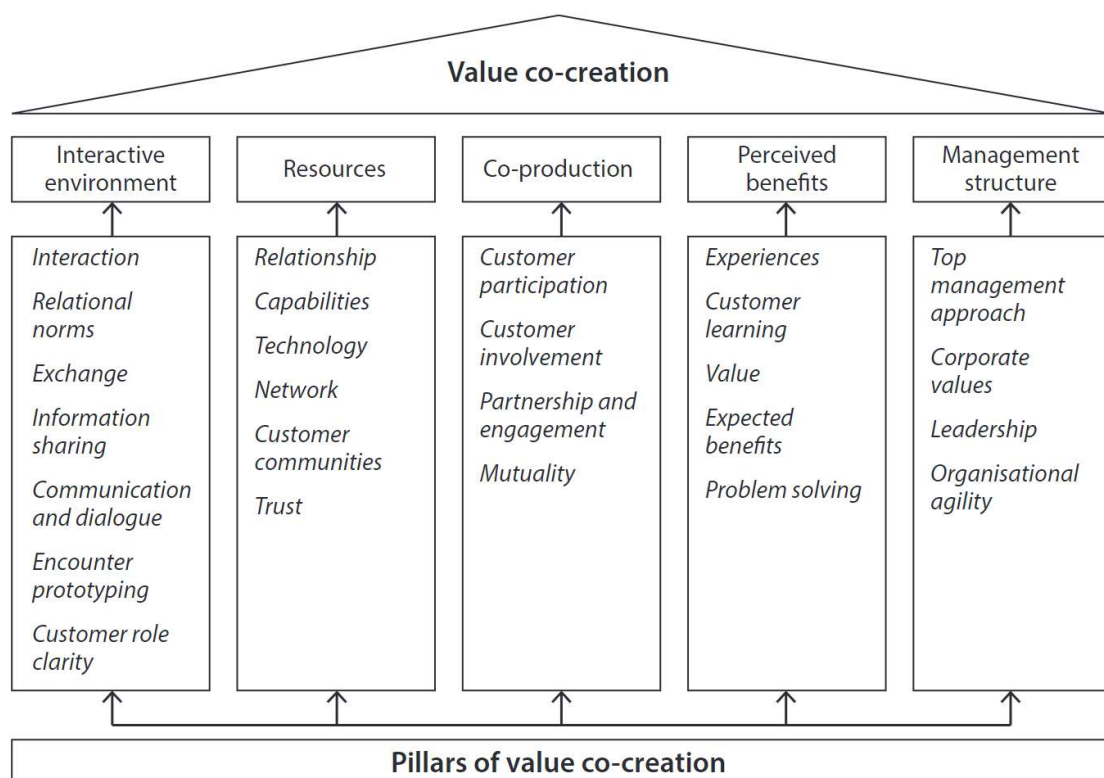 Value co-creation
Interactive
environment
Resources
Co-production
Perceived
benefits
Management
structure
Interaction
Relational
norms
Exchange
Information
sharing
Communication
and dialogue
Encounter
prototyping
Customer role
clarity
Relationship
Capabilities
Technology
Network
Customer
communities
Trust
Customer
participation
Customer
involvement
Partnership and
engagement
Mutuality
Experiences
Customer
learning
Value
Expected
benefits
Problem solving
Top
management
approach
Corporate
values
Leadership
Organisational
agility
Pillars of value co-creation